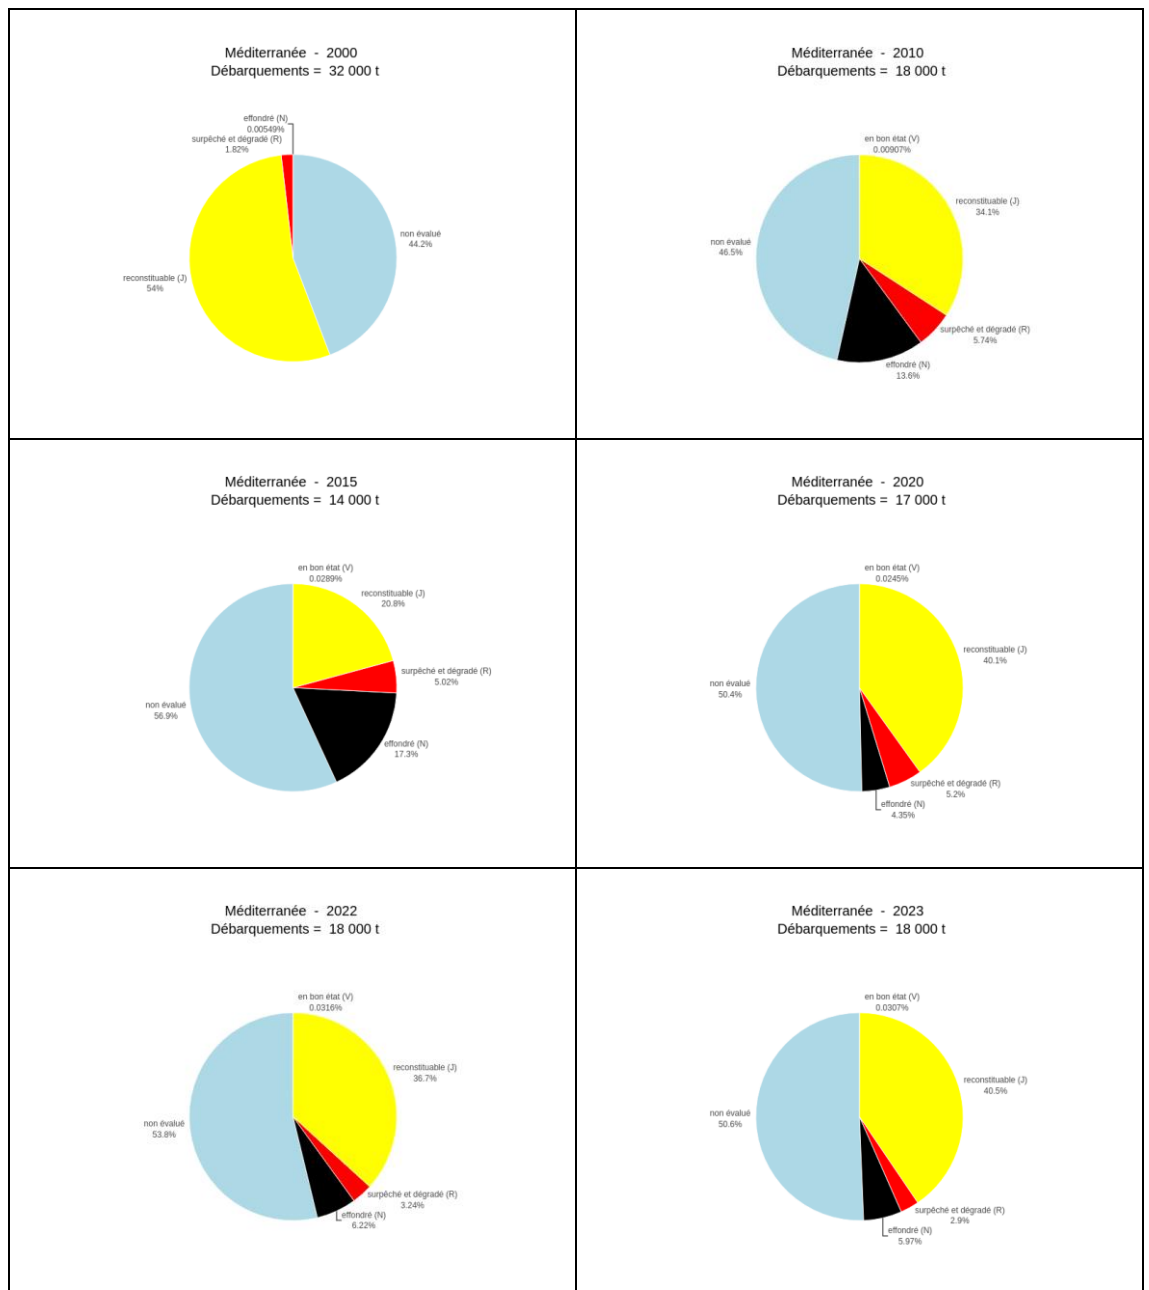 Méditerranée - 2000
Débarquements = 32 000 t
effondré (N)
0.00549%
surpêché et dégradé (R)
1.82%
non évalué
44.2%
reconstituable (J)
54%
Méditerranée - 2010
Débarquements = 18 000 t
en bon état (V)
0.00907%
reconstituable (J)
34.1%
non évalué
46.5%
surpêché et dégradé (R)
5.74%
effondré (N)
13.6%
Méditerranée - 2015
Débarquements = 14 000 t
en bon état (V)
0.0289%
reconstituable (J)
20.8%
surpêché et dégradé (R)
5.02%
non évalué
56.9%
effondré (N)
17.3%
Méditerranée - 2020
Débarquements = 17 000 t
en bon état (V)
0.0245%
reconstituable (J)
40.1%
non évalué
50.4%
surpêché et dégradé (R)
5.2%
effondré (N)
4.35%
Méditerranée - 2022
Débarquements = 18 000 t
en bon état (V)
0.0316%
reconstituable (J)
36.7%
non évalué
53.8%
surpêché et dégradé (R)
3.24%
effondré (N)
6.22%
Méditerranée - 2023
Débarquements = 18 000 t
en bon état (V)
0.0307%
reconstituable (J)
40.5%
non évalué
50.6%
surpêché et dégradé (R)
2.9%
effondré (N)
5.97%